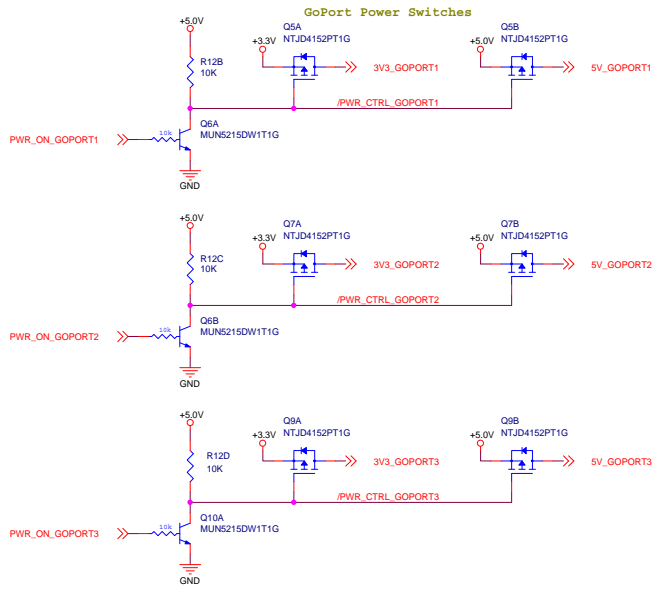 GoPort Power Switches
+5.0V
R12B
10K
+3.3V
Q5A
NTJD4152PT1G
3V3_GOPORT1
+5.0V
Q5B
NTJD4152PT1G
5V_GOPORT1
/PWR_CTRL_GOPORT1
Q6A
MUN5215DW1T1G
10k
PWR_ON_GOPORT1
GND
+5.0V
R12C
10K
+3.3V
Q7A
NTJD4152PT1G
3V3_GOPORT2
+5.0V
Q7B
NTJD4152PT1G
5V_GOPORT2
/PWR_CTRL_GOPORT2
Q6B
MUN5215DW1T1G
10k
PWR_ON_GOPORT2
GND
+5.0V
R12D
10K
+3.3V
Q9A
NTJD4152PT1G
3V3_GOPORT3
+5.0V
Q9B
NTJD4152PT1G
5V_GOPORT3
/PWR_CTRL_GOPORT3
Q10A
MUN5215DW1T1G
10k
PWR_ON_GOPORT3
GND